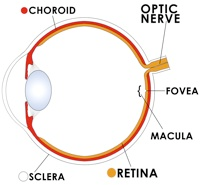 CHOROID
OPTIC
NERVE
FOVEA
MACULA
SCLERA
RETINA